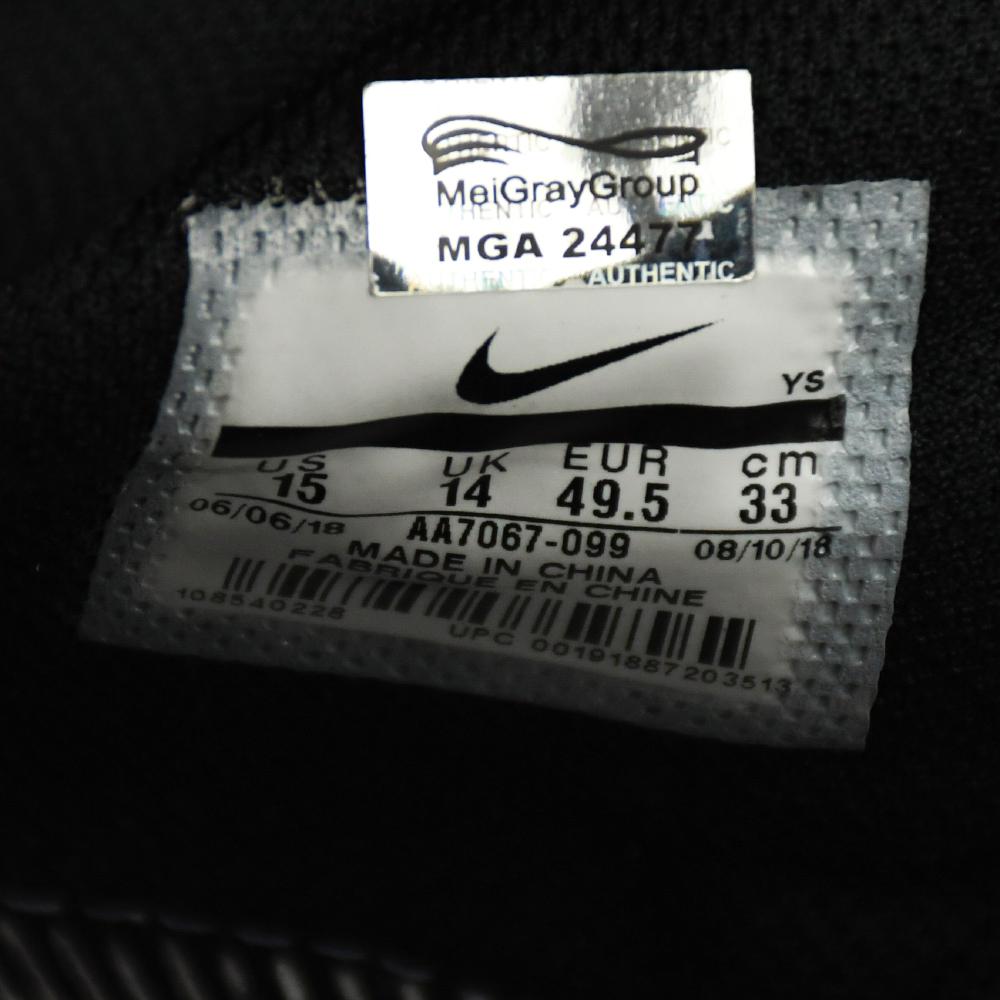 MeiGrayGroup
MGA 24477
AUTHENTIC
YS
US UK EUR cm
15 14 49.5 33
06/06/18 AA7067-099 08/10/18
MADE IN CHINA
FABRIQUE EN CHINE
108540228 UPC 00191887203513